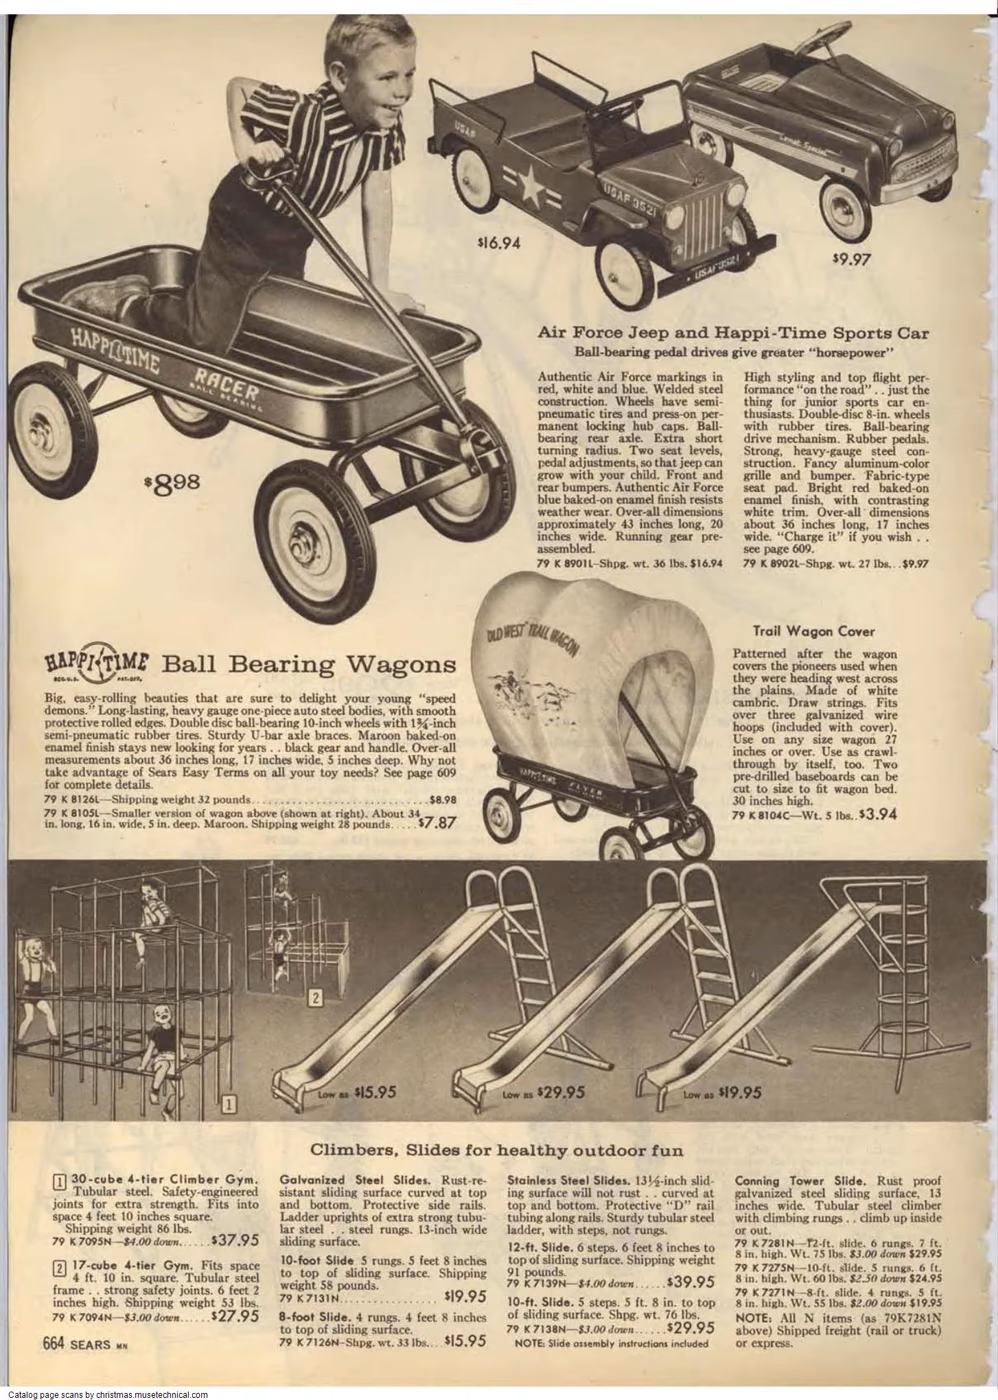 HAPPI TIME
RACER
BALL BEARING
$8.98
USAF
USAF 3521
USAF 3521
$16.94
Comet Special
$9.97
Air Force Jeep and Happi-Time Sports Car
Ball-bearing pedal drives give greater "horsepower"
Authentic Air Force markings in
red, white and blue. Welded steel
construction. Wheels have semi-
pneumatic tires and press-on per-
manent locking hub caps. Ball-
bearing rear axle. Extra short
turning radius. Two seat levels,
pedal adjustments, so that jeep can
grow with your child. Front and
rear bumpers. Authentic Air Force
blue baked-on enamel finish resists
weather wear. Over-all dimensions
approximately 43 inches long, 20
inches wide. Running gear pre-
assembled.
79 K 8901L—Shpg. wt. 36 lbs. $16.94
High styling and top flight per-
formance "on the road" . . just the
thing for junior sports car en-
thusiasts. Double-disc 8-in. wheels
with rubber tires. Ball-bearing
drive mechanism. Rubber pedals.
Strong, heavy-gauge steel con-
struction. Fancy aluminum-color
grille and bumper. Fabric-type
seat pad. Bright red baked-on
enamel finish, with contrasting
white trim. Over-all dimensions
about 36 inches long, 17 inches
wide. "Charge it" if you wish . .
see page 609.
79 K 8902L—Shpg. wt. 27 lbs...$9.97
HAPPI TIME
REG. U.S. PAT. OFF.
Ball Bearing Wagons
Big, easy-rolling beauties that are sure to delight your young "speed
demons." Long-lasting, heavy gauge one-piece auto steel bodies, with smooth
protective rolled edges. Double disc ball-bearing 10-inch wheels with 1¾-inch
semi-pneumatic rubber tires. Sturdy U-bar axle braces. Maroon baked-on
enamel finish stays new looking for years . . black gear and handle. Over-all
measurements about 36 inches long, 17 inches wide, 5 inches deep. Why not
take advantage of Sears Easy Terms on all your toy needs? See page 609
for complete details.
79 K 8126L—Shipping weight 32 pounds............................$8.98
79 K 8105L—Smaller version of wagon above (shown at right). About 34
in. long, 16 in. wide, 5 in. deep. Maroon. Shipping weight 28 pounds.....$7.87
OLD WEST TRAIL WAGON
HAPPI TIME FLYER
Trail Wagon Cover
Patterned after the wagon
covers the pioneers used when
they were heading west across
the plains. Made of white
cambric. Draw strings. Fits
over three galvanized wire
hoops (included with cover).
Use on any size wagon 27
inches or over. Use as crawl-
through by itself, too. Two
pre-drilled baseboards can be
cut to size to fit wagon bed.
30 inches high.
79 K 8104C—Wt. 5 lbs..$3.94
1
2
Low as $15.95
Low as $29.95
Low as $19.95
Climbers, Slides for healthy outdoor fun
1 30-cube 4-tier Climber Gym.
Tubular steel. Safety-engineered
joints for extra strength. Fits into
space 4 feet 10 inches square.
Shipping weight 86 lbs.
79 K 7095N—$4.00 down......$37.95
2 17-cube 4-tier Gym. Fits space
4 ft. 10 in. square. Tubular steel
frame . . strong safety joints. 6 feet 2
inches high. Shipping weight 53 lbs.
79 K 7094N—$3.00 down......$27.95
664 SEARS MN
Galvanized Steel Slides. Rust-re-
sistant sliding surface curved at top
and bottom. Protective side rails.
Ladder uprights of extra strong tubu-
lar steel . . steel rungs. 13-inch wide
sliding surface.
10-foot Slide 5 rungs. 5 feet 8 inches
to top of sliding surface. Shipping
weight 58 pounds.
79 K 7131N..................$19.95
8-foot Slide. 4 rungs. 4 feet 8 inches
to top of sliding surface.
79 K 7126N—Shpg. wt. 33 lbs... $15.95
Stainless Steel Slides. 13½-inch slid-
ing surface will not rust . . curved at
top and bottom. Protective "D" rail
tubing along rails. Sturdy tubular steel
ladder, with steps, not rungs.
12-ft. Slide. 6 steps. 6 feet 8 inches to
top of sliding surface. Shipping weight
91 pounds.
79 K 7139N—$4.00 down......$39.95
10-ft. Slide. 5 steps. 5 ft. 8 in. to top
of sliding surface. Shpg. wt. 76 lbs.
79 K 7138N—$3.00 down......$29.95
NOTE: Slide assembly instructions included
Conning Tower Slide. Rust proof
galvanized steel sliding surface, 13
inches wide. Tubular steel climber
with climbing rungs . . climb up inside
or out.
79 K 7281N—12-ft. slide. 6 rungs. 7 ft.
8 in. high. Wt. 75 lbs. $3.00 down $29.95
79 K 7275N—10-ft. slide. 5 rungs. 6 ft.
8 in. high. Wt. 60 lbs. $2.50 down $24.95
79 K 7271N—8-ft. slide. 4 rungs. 5 ft.
8 in. high. Wt. 55 lbs. $2.00 down $19.95
NOTE: All N items (as 79K7281N
above) Shipped freight (rail or truck)
or express.
Catalog page scans by christmas.musetechnical.com